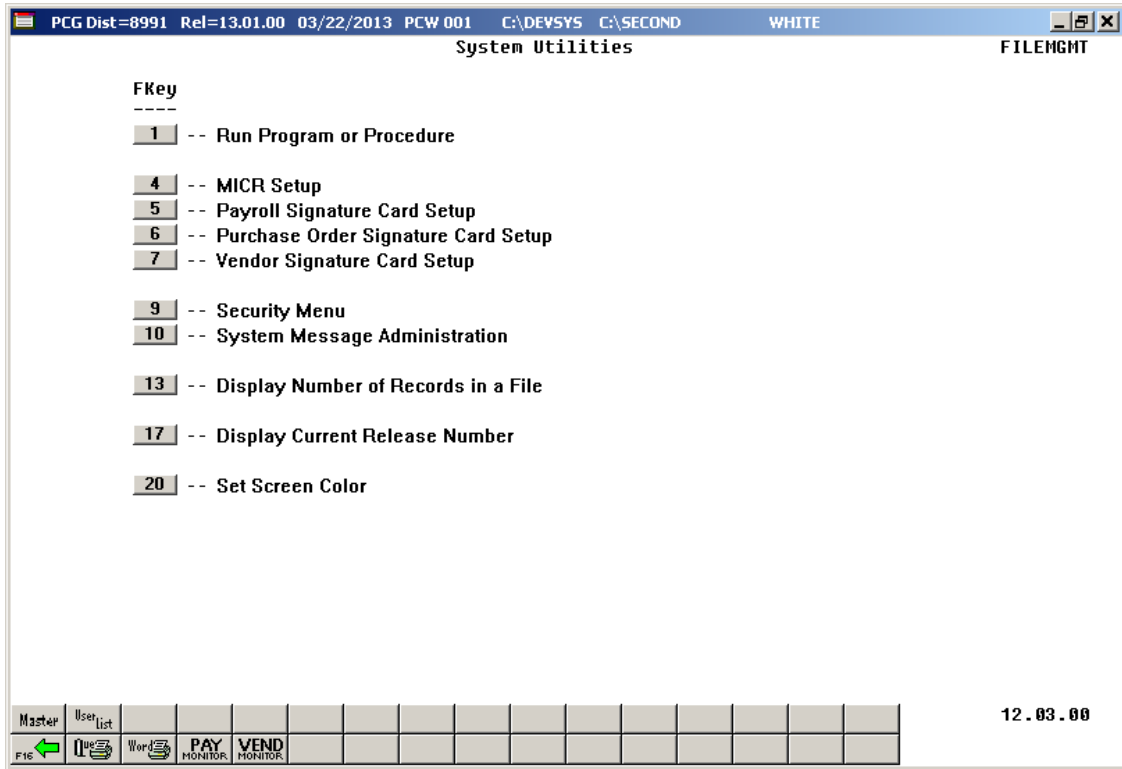 PCG Dist=8991 Rel=13.01.00 03/22/2013 PCW 001 C:\DEVSYS C:\SECOND WHITE
System Utilities FILEMGMT
FKey
----
1 -- Run Program or Procedure
4 -- MICR Setup
5 -- Payroll Signature Card Setup
6 -- Purchase Order Signature Card Setup
7 -- Vendor Signature Card Setup
9 -- Security Menu
10 -- System Message Administration
13 -- Display Number of Records in a File
17 -- Display Current Release Number
20 -- Set Screen Color
Master User List 12.03.00
F16 Que Word PAY MONITOR VEND MONITOR